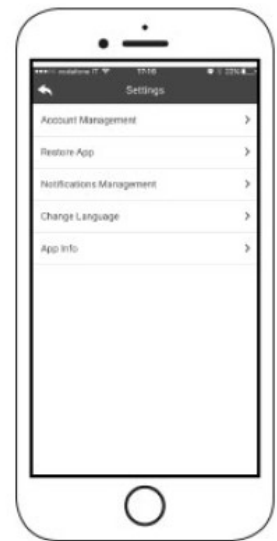 vodafone IT 17:16 22%
Settings
Account Management
Restore App
Notifications Management
Change Language
App Info